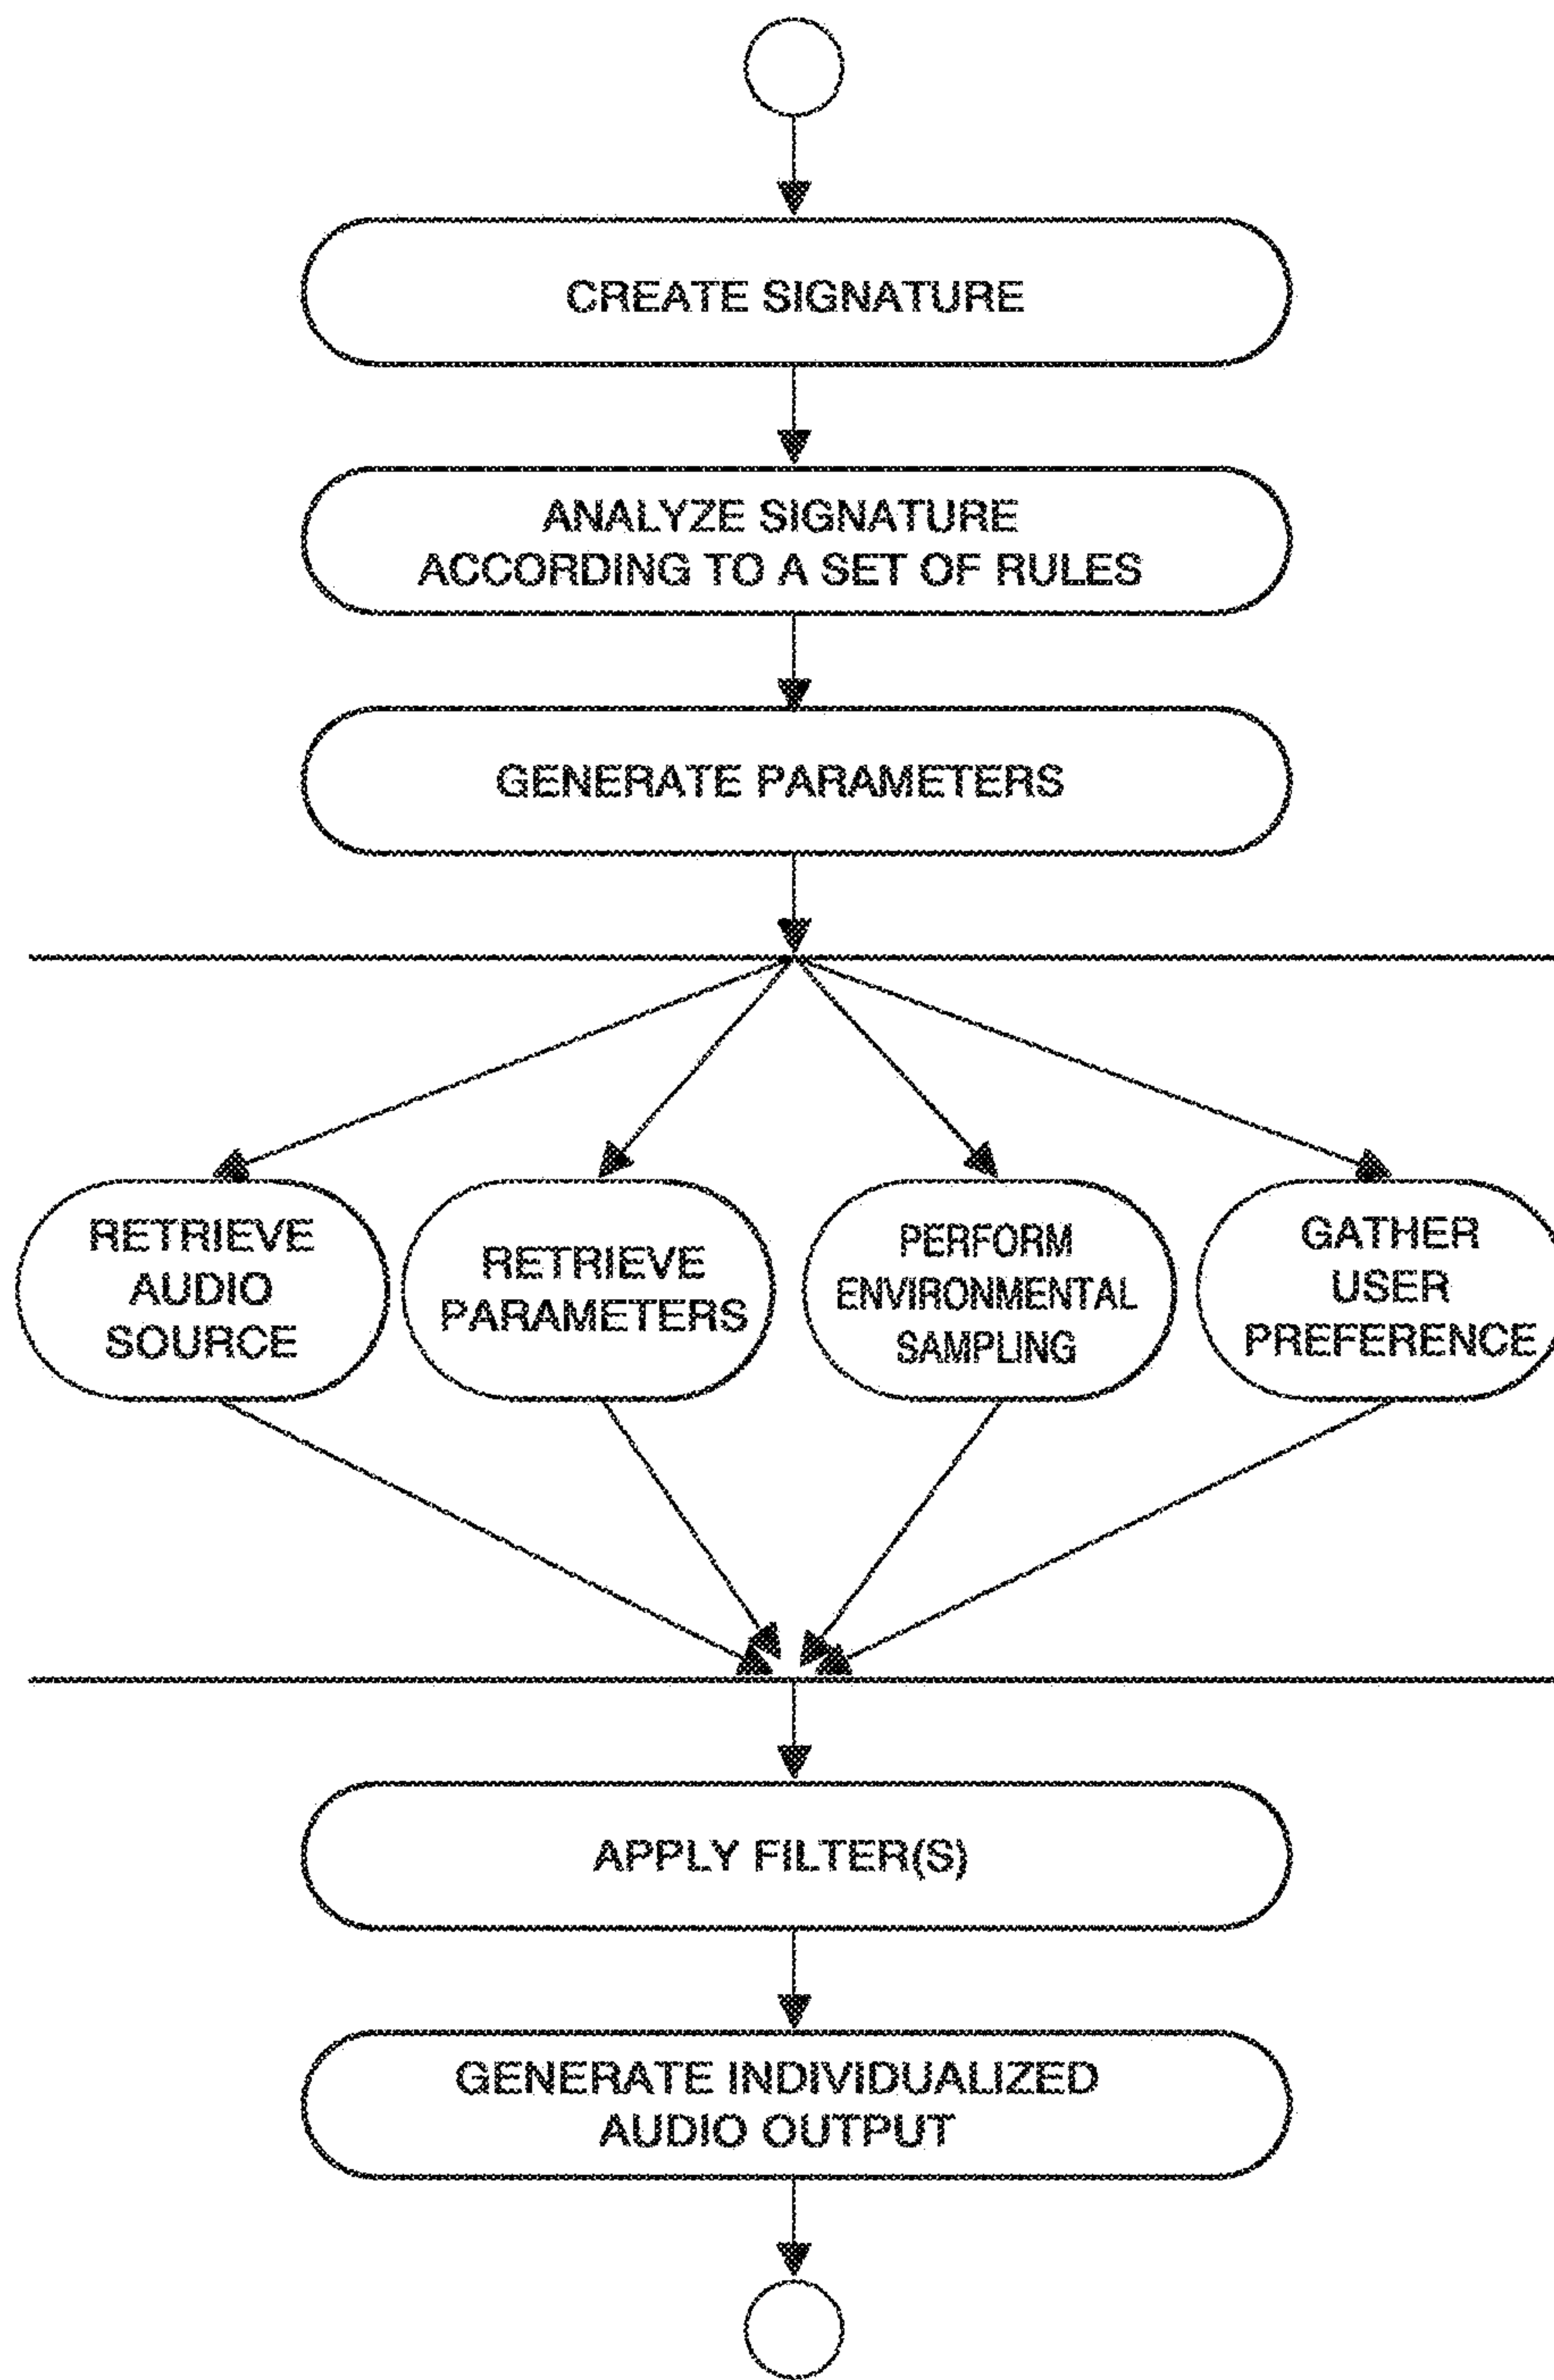 CREATE SIGNATURE
ANALYZE SIGNATURE
ACCORDING TO A SET OF RULES
GENERATE PARAMETERS
RETRIEVE
AUDIO
SOURCE
RETRIEVE
PARAMETERS
PERFORM
ENVIRONMENTAL
SAMPLING
GATHER
USER
PREFERENCE
APPLY FILTER(S)
GENERATE INDIVIDUALIZED
AUDIO OUTPUT